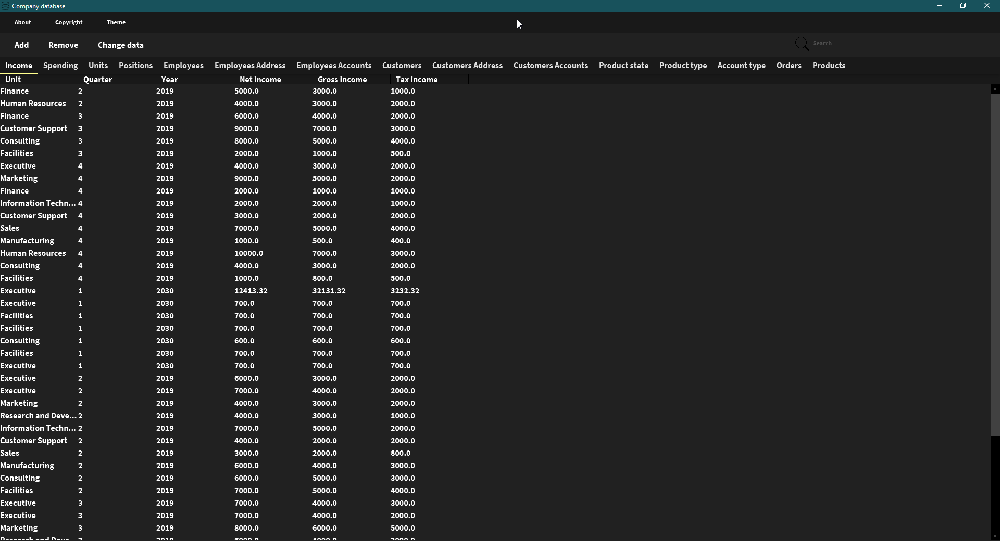 Company database
About Copyright Theme
Add Remove Change data Search
Income Spending Units Positions Employees Employees Address Employees Accounts Customers Customers Address Customers Accounts Product state Product type Account type Orders Products
Unit Quarter Year Net income Gross income Tax income
Finance 2 2019 5000.0 3000.0 1000.0
Human Resources 2 2019 4000.0 3000.0 2000.0
Finance 3 2019 6000.0 4000.0 2000.0
Customer Support 3 2019 9000.0 7000.0 3000.0
Consulting 3 2019 8000.0 5000.0 4000.0
Facilities 3 2019 2000.0 1000.0 500.0
Executive 4 2019 4000.0 3000.0 2000.0
Marketing 4 2019 9000.0 5000.0 2000.0
Finance 4 2019 2000.0 1000.0 1000.0
Information Techn... 4 2019 2000.0 2000.0 1000.0
Customer Support 4 2019 3000.0 2000.0 2000.0
Sales 4 2019 7000.0 5000.0 4000.0
Manufacturing 4 2019 1000.0 500.0 400.0
Human Resources 4 2019 10000.0 7000.0 3000.0
Consulting 4 2019 4000.0 3000.0 2000.0
Facilities 4 2019 1000.0 800.0 500.0
Executive 1 2030 12413.32 32131.32 3232.32
Executive 1 2030 700.0 700.0 700.0
Facilities 1 2030 700.0 700.0 700.0
Facilities 1 2030 700.0 700.0 700.0
Consulting 1 2030 600.0 600.0 600.0
Facilities 1 2030 700.0 700.0 700.0
Executive 1 2030 700.0 700.0 700.0
Executive 2 2019 6000.0 3000.0 2000.0
Executive 2 2019 7000.0 4000.0 2000.0
Marketing 2 2019 4000.0 3000.0 2000.0
Research and Deve... 2 2019 4000.0 3000.0 1000.0
Information Techn... 2 2019 7000.0 5000.0 2000.0
Customer Support 2 2019 4000.0 2000.0 2000.0
Sales 2 2019 3000.0 2000.0 800.0
Manufacturing 2 2019 6000.0 4000.0 3000.0
Consulting 2 2019 6000.0 5000.0 3000.0
Facilities 2 2019 7000.0 5000.0 4000.0
Executive 3 2019 7000.0 4000.0 3000.0
Executive 3 2019 7000.0 4000.0 2000.0
Marketing 3 2019 8000.0 6000.0 5000.0
Research and Deve... 3 2019 6000.0 4000.0 2000.0